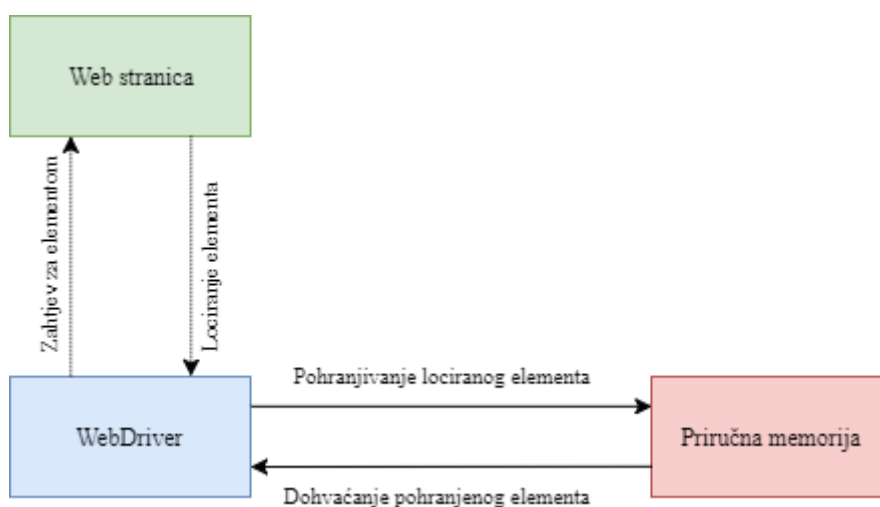 Web stranica
Zahtjev za elementom
Lociranje elementa
Pohranjivanje lociranog elementa
WebDriver
Priručna memorija
Dohvaćanje pohranjenog elementa